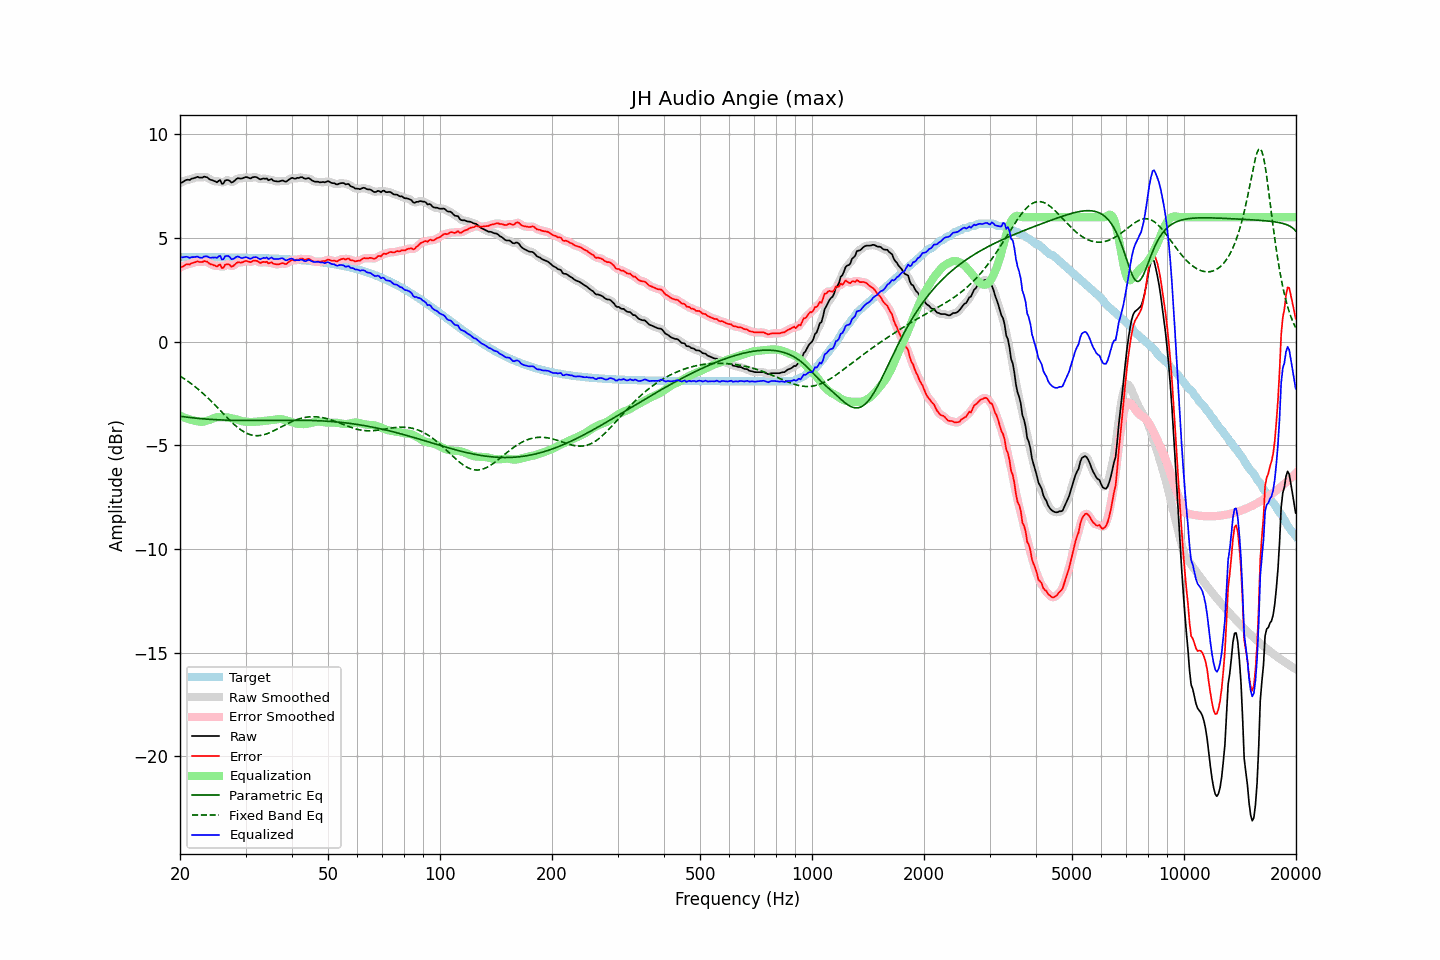 JH Audio Angie (max)
Amplitude (dBr)
10
5
0
−5
−10
−15
−20
Target
Raw Smoothed
Error Smoothed
Raw
Error
Equalization
Parametric Eq
Fixed Band Eq
Equalized
20 50 100 200 500 1000 2000 5000 10000 20000
Frequency (Hz)